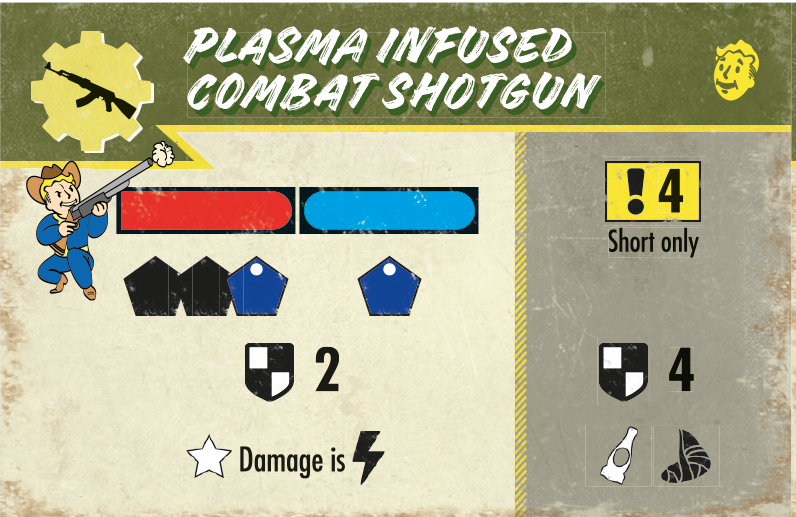 PLASMA INFUSED
COMBAT SHOTGUN
!4
Short only
2
4
Damage is